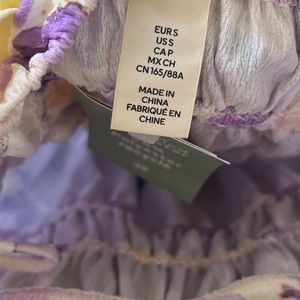 EUR S
US S
CA P
MX CH
CN 165/88A
MADE IN
CHINA
FABRIQUÉ EN
CHINE